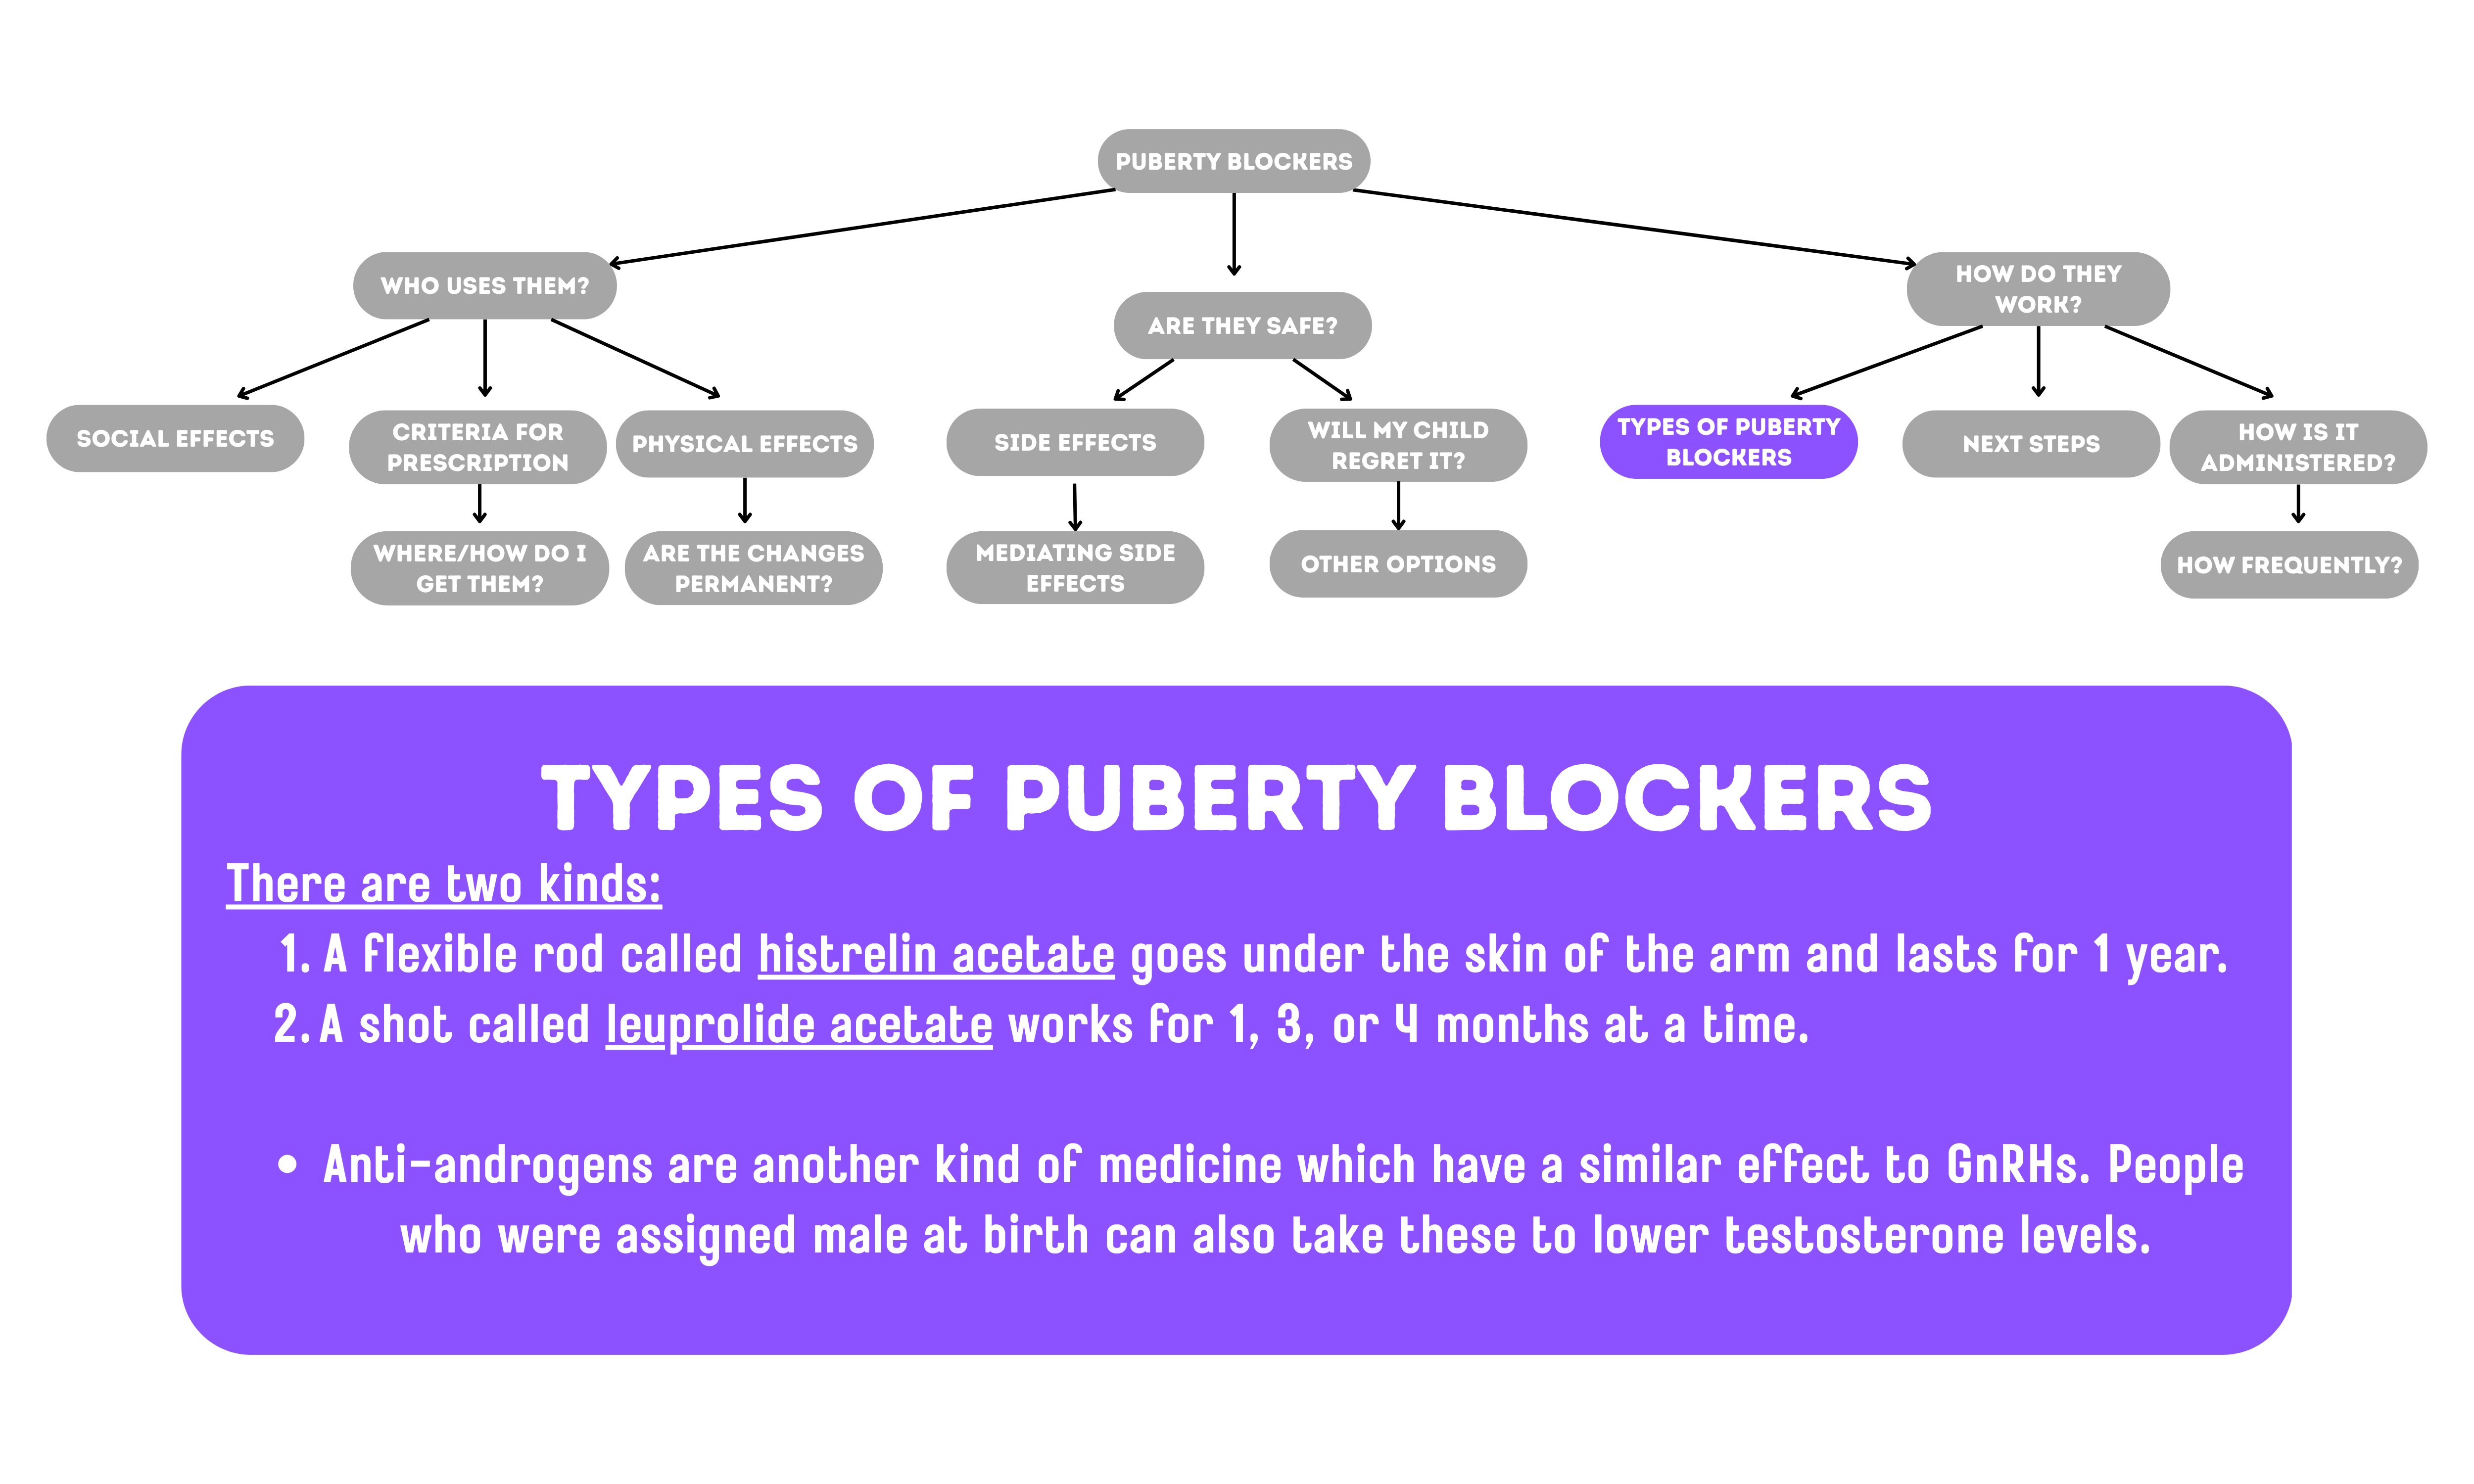 PUBERTY BLOCKERS
WHO USES THEM?
ARE THEY SAFE?
HOW DO THEY
WORK?
SOCIAL EFFECTS
CRITERIA FOR
PRESCRIPTION
PHYSICAL EFFECTS
SIDE EFFECTS
WILL MY CHILD
REGRET IT?
TYPES OF PUBERTY
BLOCKERS
NEXT STEPS
HOW IS IT
ADMINISTERED?
WHERE/HOW DO I
GET THEM?
ARE THE CHANGES
PERMANENT?
MEDIATING SIDE
EFFECTS
OTHER OPTIONS
HOW FREQUENTLY?
TYPES OF PUBERTY BLOCKERS
There are two kinds:
1. A flexible rod called histrelin acetate goes under the skin of the arm and lasts for 1 year.
2. A shot called leuprolide acetate works for 1, 3, or 4 months at a time.
• Anti-androgens are another kind of medicine which have a similar effect to GnRHs. People
who were assigned male at birth can also take these to lower testosterone levels.